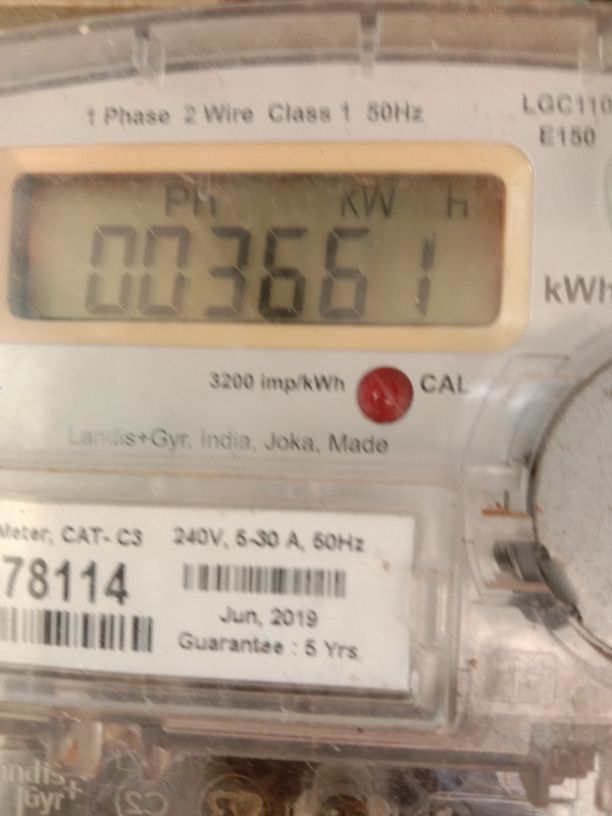 1 Phase 2 Wire Class 1 50Hz
LGC110
E150
Ph kW h
003661
kWh
3200 imp/kWh CAL
Landis+Gyr, India, Joka, Made
Meter, CAT- C3 240V, 5-30 A, 50Hz
78114
Jun, 2019
Guarantee : 5 Yrs
Gyr+